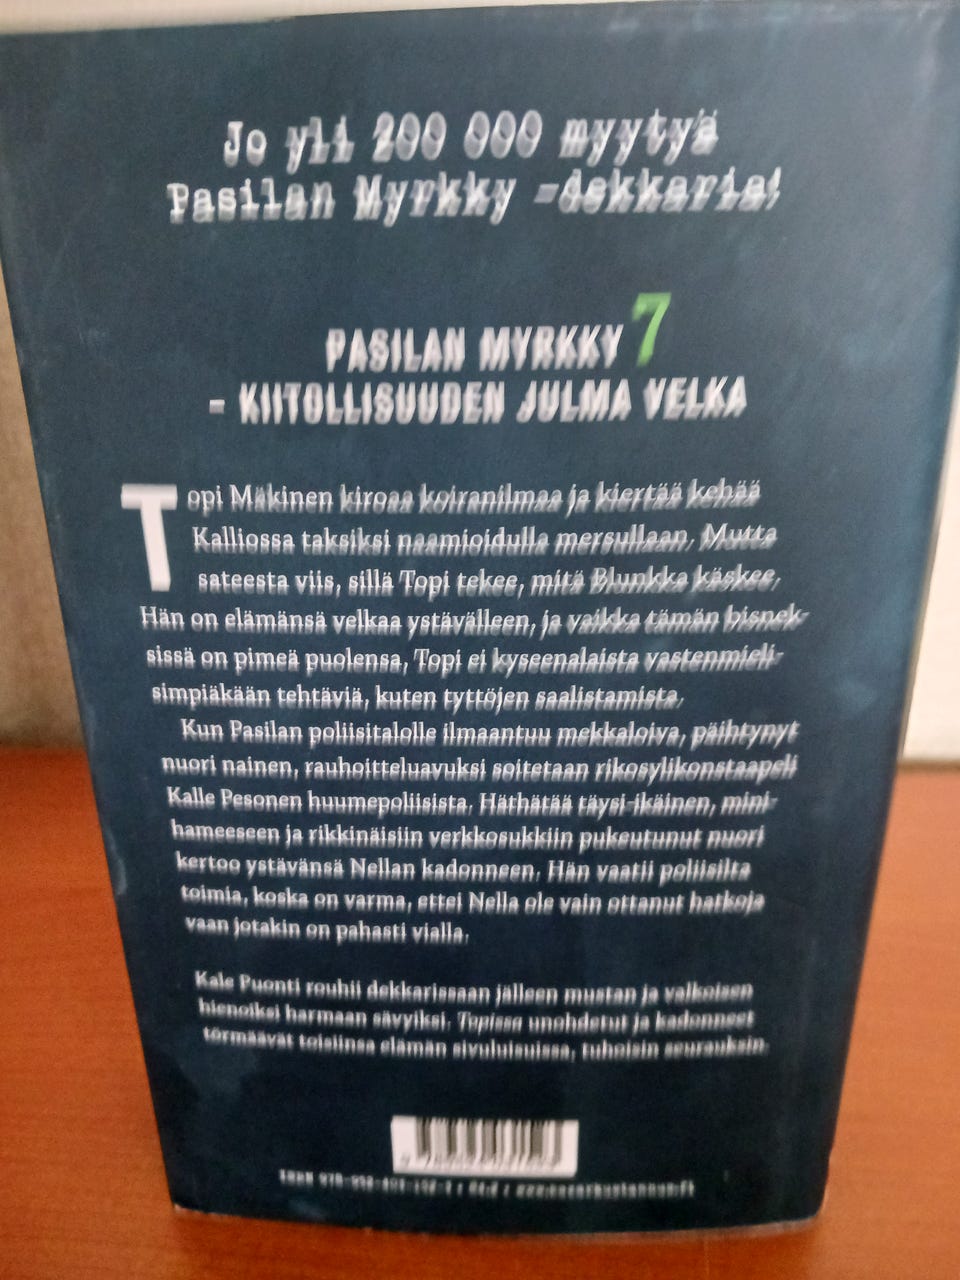 Jo yli 200 000 myytyä
Pasilan Myrkky -dekkaria!
PASILAN MYRKKY 7
- KIITOLLISUUDEN JULMA VELKA
Topi Mäkinen kiroaa koiranilmaa ja kiertää kehää
Kalliossa taksiksi naamioidulla mersullaan. Mutta
sateesta viis, sillä Topi tekee, mitä Blunkka käskee.
Hän on elämänsä velkaa ystävälleen, ja vaikka tämän bisnek-
sissä on pimeä puolensa, Topi ei kyseenalaista vastenmieli-
simpiäkään tehtäviä, kuten tyttöjen saalistamista.
Kun Pasilan poliisitalolle ilmaantuu mekkaloiva, päihtynyt
nuori nainen, rauhoitteluavuksi soitetaan rikosylikonstaapeli
Kalle Pesonen huumepoliisista. Häthätää täysi-ikäinen, mini-
hameeseen ja rikkinäisiin verkkosukkiin pukeutunut nuori
kertoo ystävänsä Nellan kadonneen. Hän vaatii poliisilta
toimia, koska on varma, ettei Nella ole vain ottanut hatkoja
vaan jotakin on pahasti vialla.
Kale Puonti rouhii dekkarissaan jälleen mustan ja valkoisen
hienoiksi harmaan sävyiksi. Topissa unohdetut ja kadonneet
törmäävät toisiinsa elämän sivuluisuissa, tuhoisin seurauksin.
ISBN